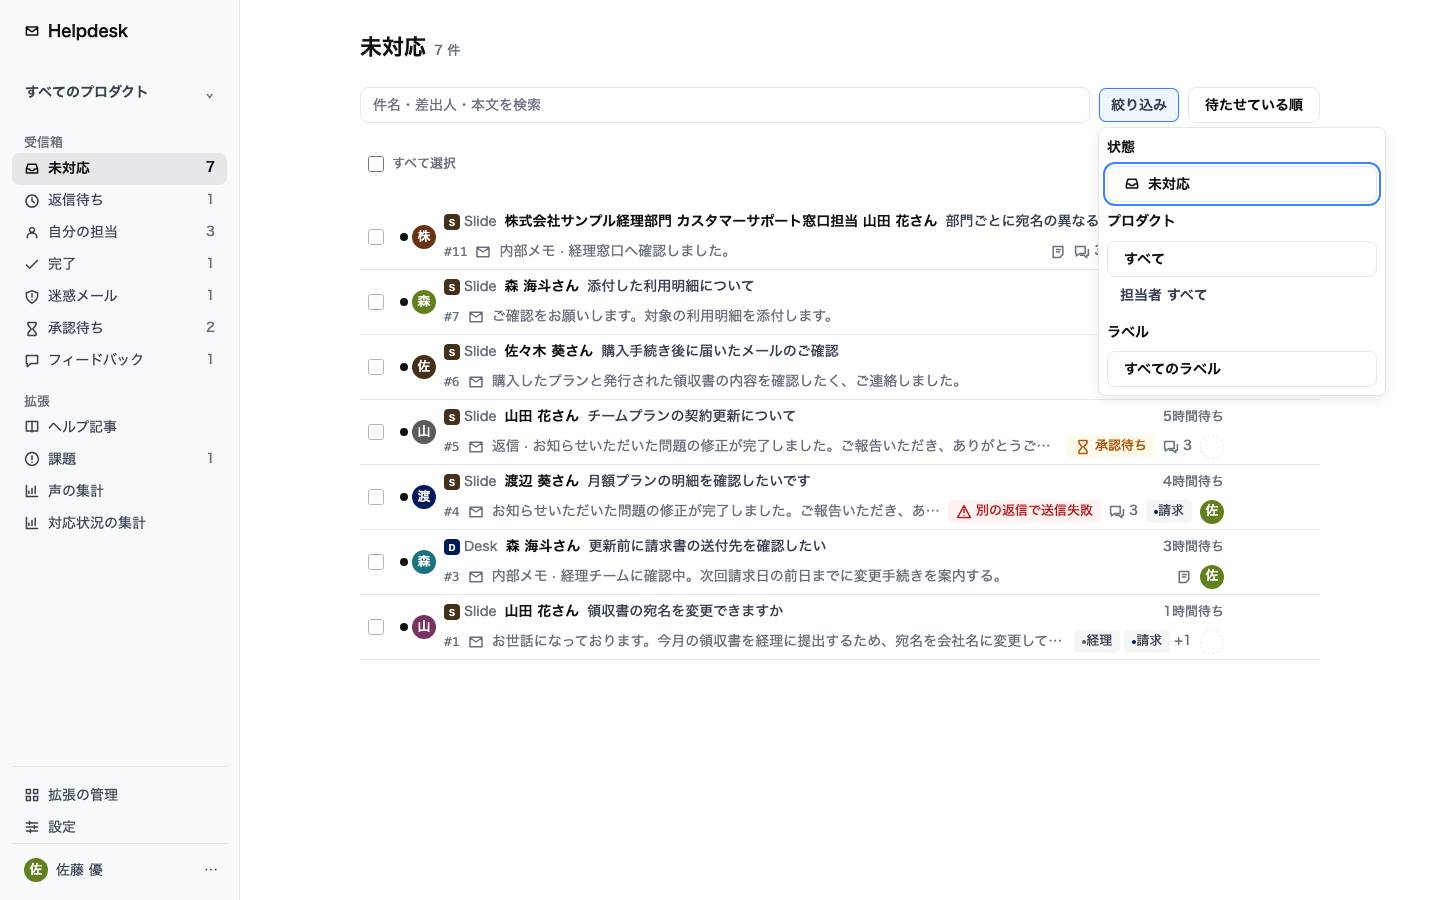 Helpdesk
すべてのプロダクト
受信箱
未対応 7
返信待ち 1
自分の担当 3
完了 1
迷惑メール 1
承認待ち 2
フィードバック 1
拡張
ヘルプ記事
課題 1
声の集計
対応状況の集計
拡張の管理
設定
佐 佐藤 優 …
未対応 7 件
件名・差出人・本文を検索 絞り込み 待たせている順
すべて選択
状態
未対応
プロダクト
すべて
担当者 すべて
ラベル
すべてのラベル
株 S Slide 株式会社サンプル経理部門 カスタマーサポート窓口担当 山田 花さん 部門ごとに宛名の異なる
#11 内部メモ · 経理窓口へ確認しました。
森 S Slide 森 海斗さん 添付した利用明細について
#7 ご確認をお願いします。対象の利用明細を添付します。
佐 S Slide 佐々木 葵さん 購入手続き後に届いたメールのご確認
#6 購入したプランと発行された領収書の内容を確認したく、ご連絡しました。
山 S Slide 山田 花さん チームプランの契約更新について 5時間待ち
#5 返信 · お知らせいただいた問題の修正が完了しました。ご報告いただき、ありがとうご… 承認待ち 3
渡 S Slide 渡辺 葵さん 月額プランの明細を確認したいです 4時間待ち
#4 お知らせいただいた問題の修正が完了しました。ご報告いただき、あ… 別の返信で送信失敗 3 •請求 佐
森 D Desk 森 海斗さん 更新前に請求書の送付先を確認したい 3時間待ち
#3 内部メモ · 経理チームに確認中。次回請求日の前日までに変更手続きを案内する。 佐
山 S Slide 山田 花さん 領収書の宛名を変更できますか 1時間待ち
#1 お世話になっております。今月の領収書を経理に提出するため、宛名を会社名に変更して… •経理 •請求 +1